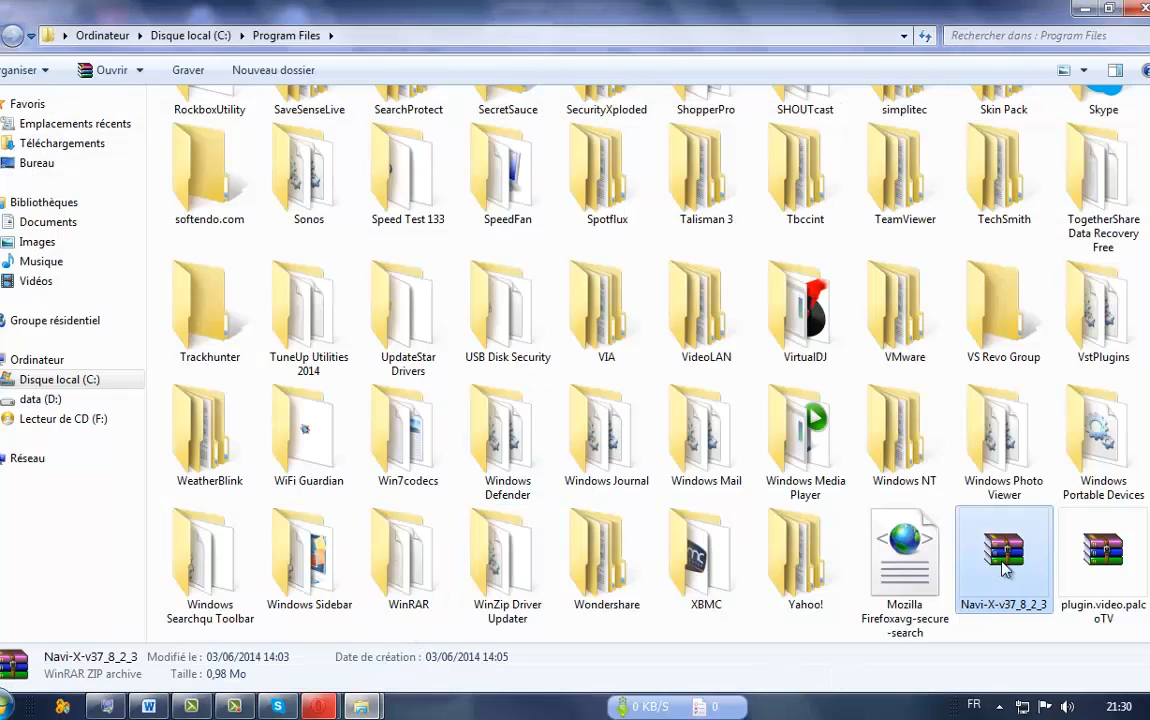 Ordinateur
Disque local (C:)
Program Files
Rechercher dans : Program Files
rganiser
Ouvrir
Graver
Nouveau dossier
Favoris
Emplacements récents
Téléchargements
Bureau
Bibliothèques
Documents
Images
Musique
Vidéos
Groupe résidentiel
Ordinateur
Disque local (C:)
data (D:)
Lecteur de CD (F:)
Réseau
RockboxUtility
SaveSenseLive
SearchProtect
SecretSauce
SecurityXploded
ShopperPro
SHOUTcast
simplitec
Skin Pack
Skype
softendo.com
Sonos
Speed Test 133
SpeedFan
Spotflux
Talisman 3
Tbccint
TeamViewer
TechSmith
TogetherShare
Data Recovery
Free
Trackhunter
TuneUp Utilities
2014
UpdateStar
Drivers
USB Disk Security
VIA
VideoLAN
VirtualDJ
VMware
VS Revo Group
VstPlugins
WeatherBlink
WiFi Guardian
Win7codecs
Windows
Defender
Windows Journal
Windows Mail
Windows Media
Player
Windows NT
Windows Photo
Viewer
Windows
Portable Devices
Windows
Searchqu Toolbar
Windows Sidebar
WinRAR
WinZip Driver
Updater
Wondershare
XBMC
Yahoo!
Mozilla
Firefoxavg-secure
-search
Navi-X-v37_8_2_3
plugin.video.palc
oTV
Navi-X-v37_8_2_3
Modifié le : 03/06/2014 14:03
Date de création : 03/06/2014 14:05
WinRAR ZIP archive
Taille : 0,98 Mo
0 KB/S
0
FR
21:30